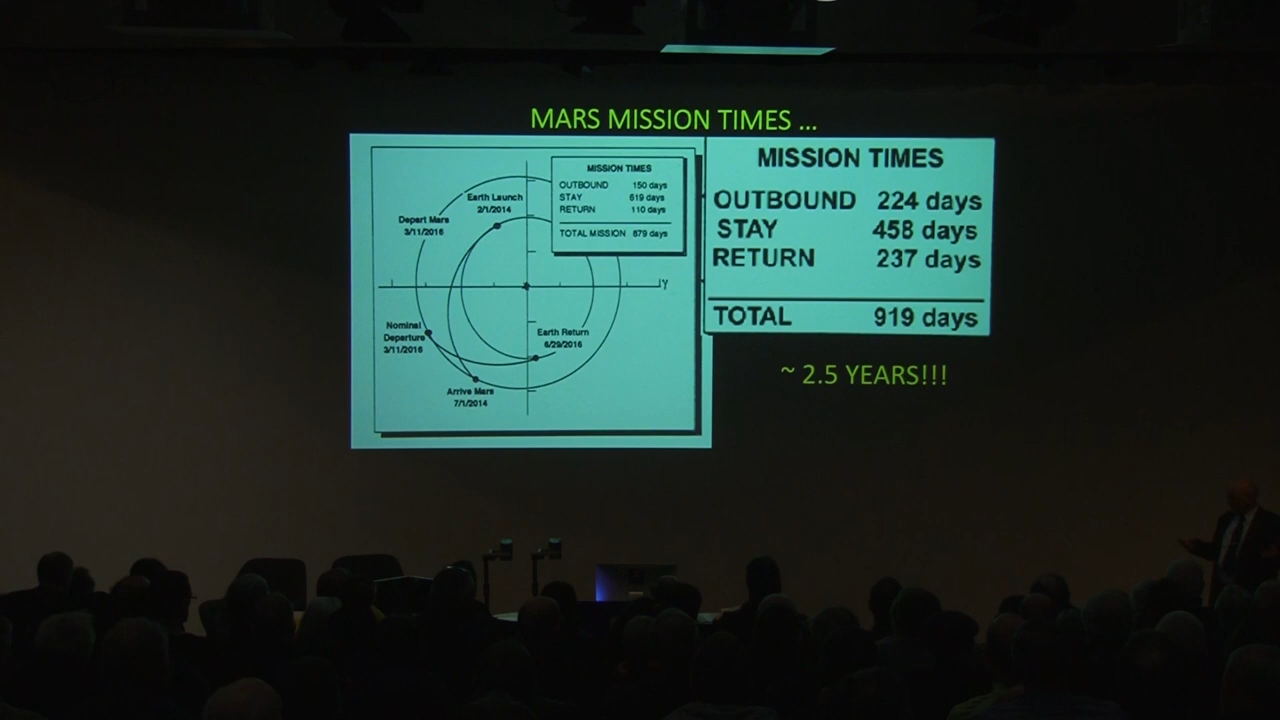 MARS MISSION TIMES ...
MISSION TIMES
OUTBOUND 150 days
STAY 619 days
RETURN 110 days
TOTAL MISSION 879 days
Earth Launch
2/1/2014
Depart Mars
3/11/2016
γ
Nominal
Departure
3/11/2016
Earth Return
6/29/2016
Arrive Mars
7/1/2014
MISSION TIMES
OUTBOUND 224 days
STAY 458 days
RETURN 237 days
TOTAL 919 days
~ 2.5 YEARS!!!